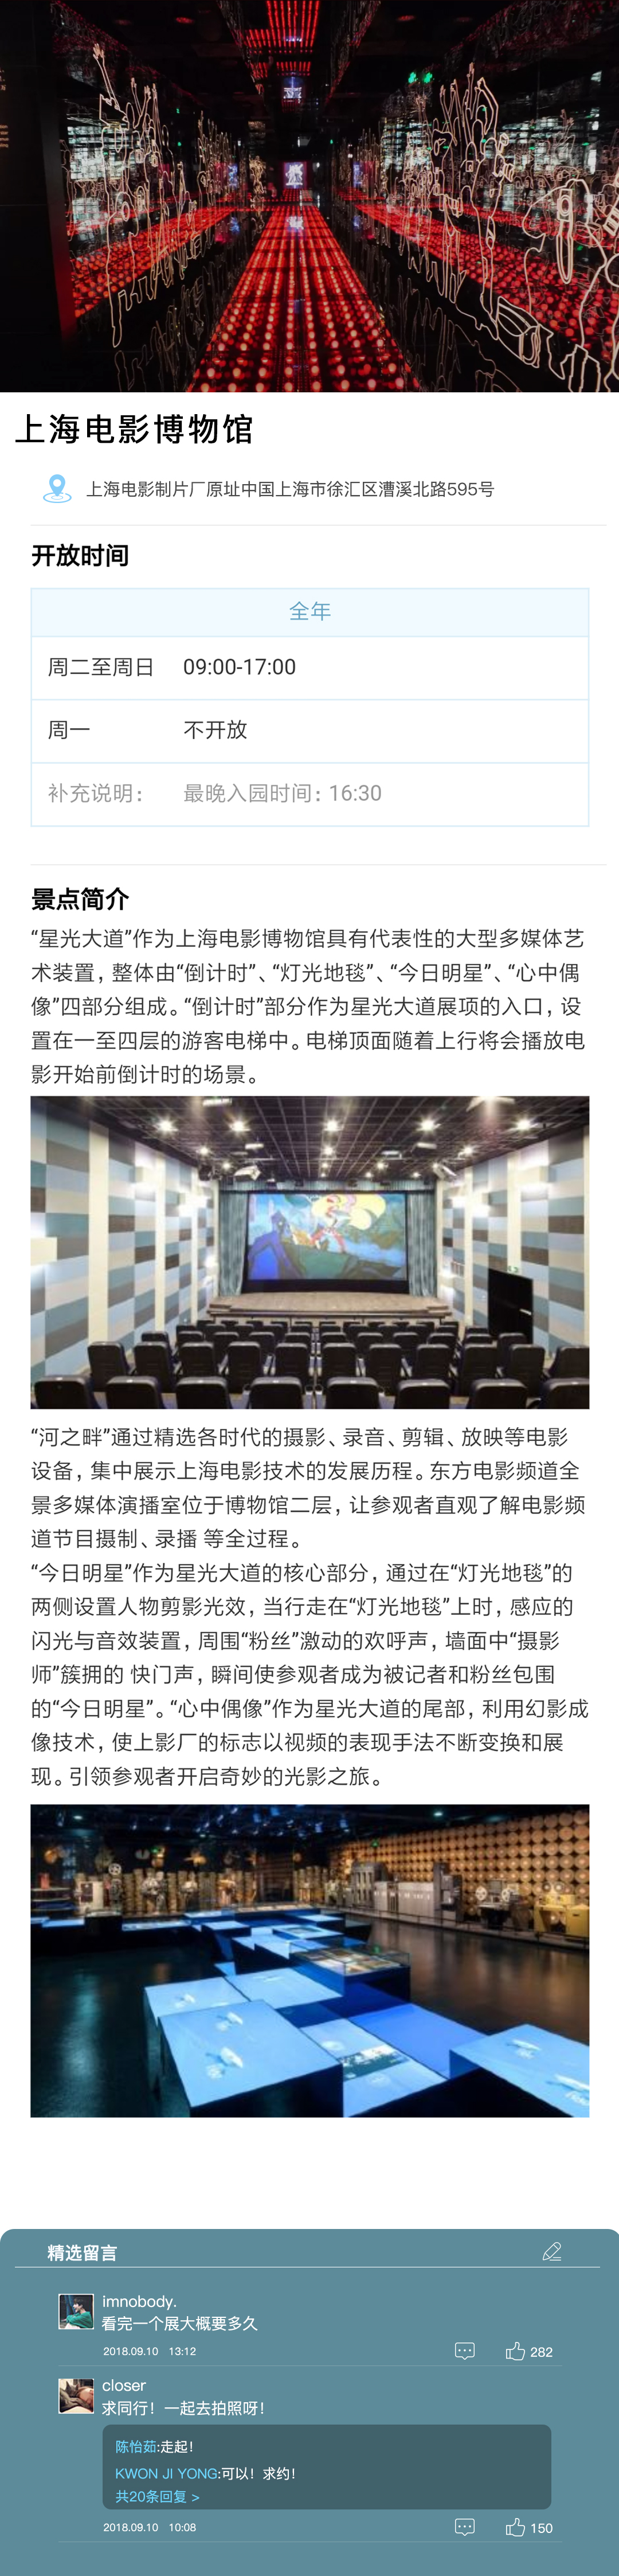 上海电影博物馆
上海电影制片厂原址中国上海市徐汇区漕溪北路595号
开放时间
全年
周二至周日 09:00-17:00
周一 不开放
补充说明： 最晚入园时间：16:30
景点简介
“星光大道”作为上海电影博物馆具有代表性的大型多媒体艺
术装置，整体由“倒计时”、“灯光地毯”、“今日明星”、“心中偶
像”四部分组成。“倒计时”部分作为星光大道展项的入口，设
置在一至四层的游客电梯中。电梯顶面随着上行将会播放电
影开始前倒计时的场景。
“河之畔”通过精选各时代的摄影、录音、剪辑、放映等电影
设备，集中展示上海电影技术的发展历程。东方电影频道全
景多媒体演播室位于博物馆二层，让参观者直观了解电影频
道节目摄制、录播 等全过程。
“今日明星”作为星光大道的核心部分，通过在“灯光地毯”的
两侧设置人物剪影光效，当行走在“灯光地毯”上时，感应的
闪光与音效装置，周围“粉丝”激动的欢呼声，墙面中“摄影
师”簇拥的 快门声，瞬间使参观者成为被记者和粉丝包围
的“今日明星”。“心中偶像”作为星光大道的尾部，利用幻影成
像技术，使上影厂的标志以视频的表现手法不断变换和展
现。引领参观者开启奇妙的光影之旅。
精选留言
imnobody.
看完一个展大概要多久
2018.09.10 13:12
282
closer
求同行！一起去拍照呀！
陈怡茹:走起！
KWON JI YONG:可以！求约！
共20条回复 >
2018.09.10 10:08
150